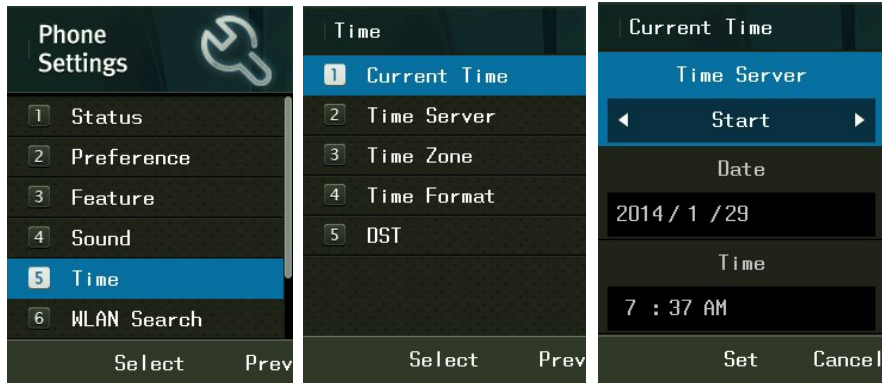 Phone
Settings
1 Status
2 Preference
3 Feature
4 Sound
5 Time
6 WLAN Search
Select Prev
Time
1 Current Time
2 Time Server
3 Time Zone
4 Time Format
5 DST
Select Prev
Current Time
Time Server
Start
Date
2014/ 1 /29
Time
7 : 37 AM
Set Cancel